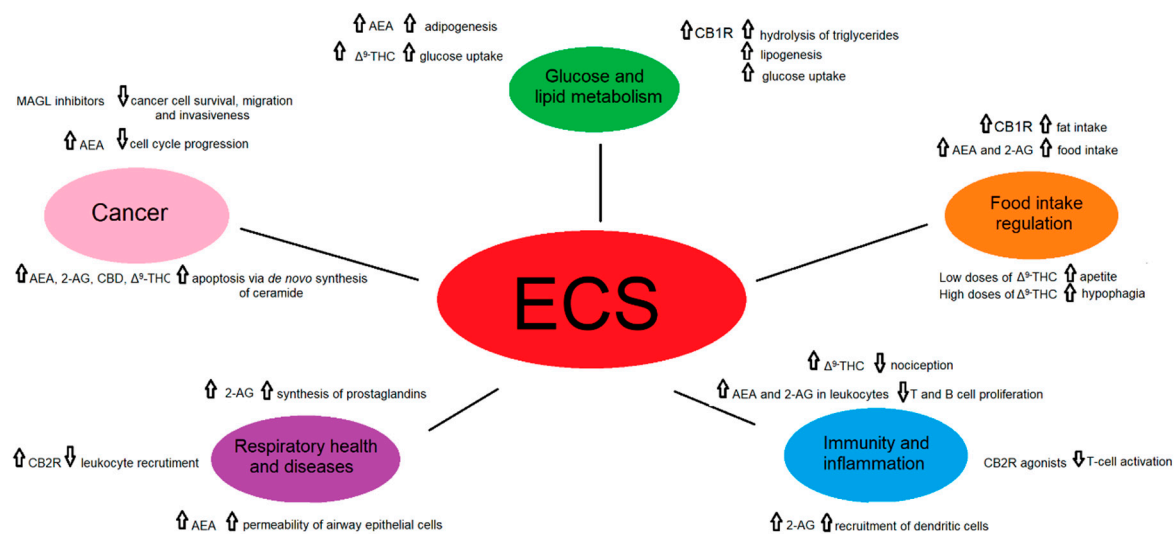 ⇧ AEA ⇧ adipogenesis
⇧ Δ⁹-THC ⇧ glucose uptake
⇧ CB1R ⇧ hydrolysis of triglycerides
⇧ lipogenesis
⇧ glucose uptake
Glucose and
lipid metabolism
MAGL inhibitors ⇩ cancer cell survival, migration
and invasiveness
⇧ AEA ⇩ cell cycle progression
Cancer
⇧ AEA, 2-AG, CBD, Δ⁹-THC ⇧ apoptosis via de novo synthesis
of ceramide
⇧ CB1R ⇧ fat intake
⇧ AEA and 2-AG ⇧ food intake
Food intake
regulation
Low doses of Δ⁹-THC ⇧ apetite
High doses of Δ⁹-THC ⇧ hypophagia
ECS
⇧ 2-AG ⇧ synthesis of prostaglandins
Respiratory health
and diseases
⇧ CB2R ⇩ leukocyte recrutiment
⇧ AEA ⇧ permeability of airway epithelial cells
⇧ Δ⁹-THC ⇩ nociception
⇧ AEA and 2-AG in leukocytes ⇩ T and B cell proliferation
Immunity and
inflammation
CB2R agonists ⇩ T-cell activation
⇧ 2-AG ⇧ recruitment of dendritic cells